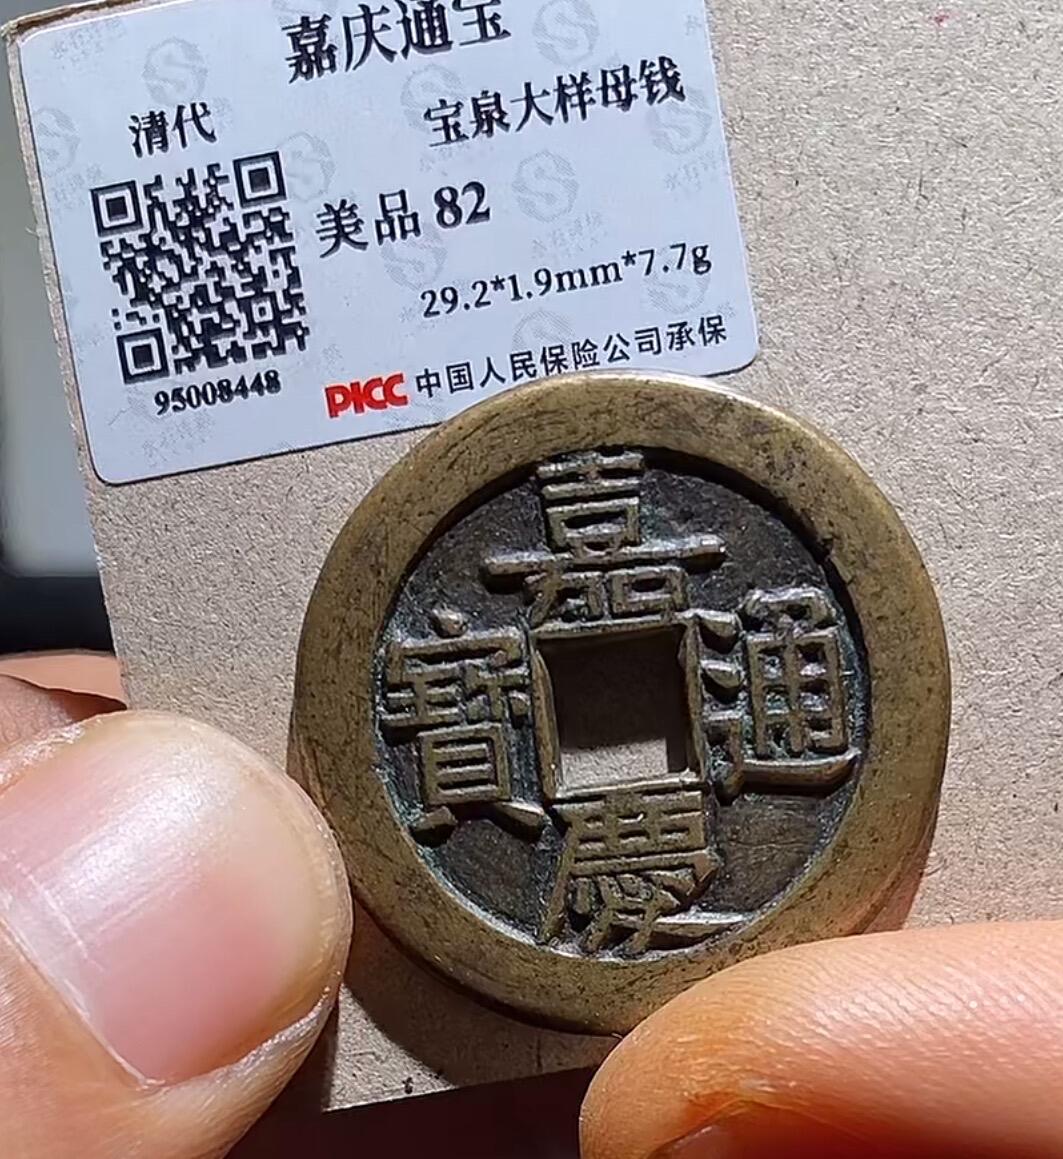 嘉庆通宝
清代
宝泉大样母钱
美品 82
29.2*1.9mm*7.7g
95008448
PICC 中国人民保险公司承保
嘉慶通寶